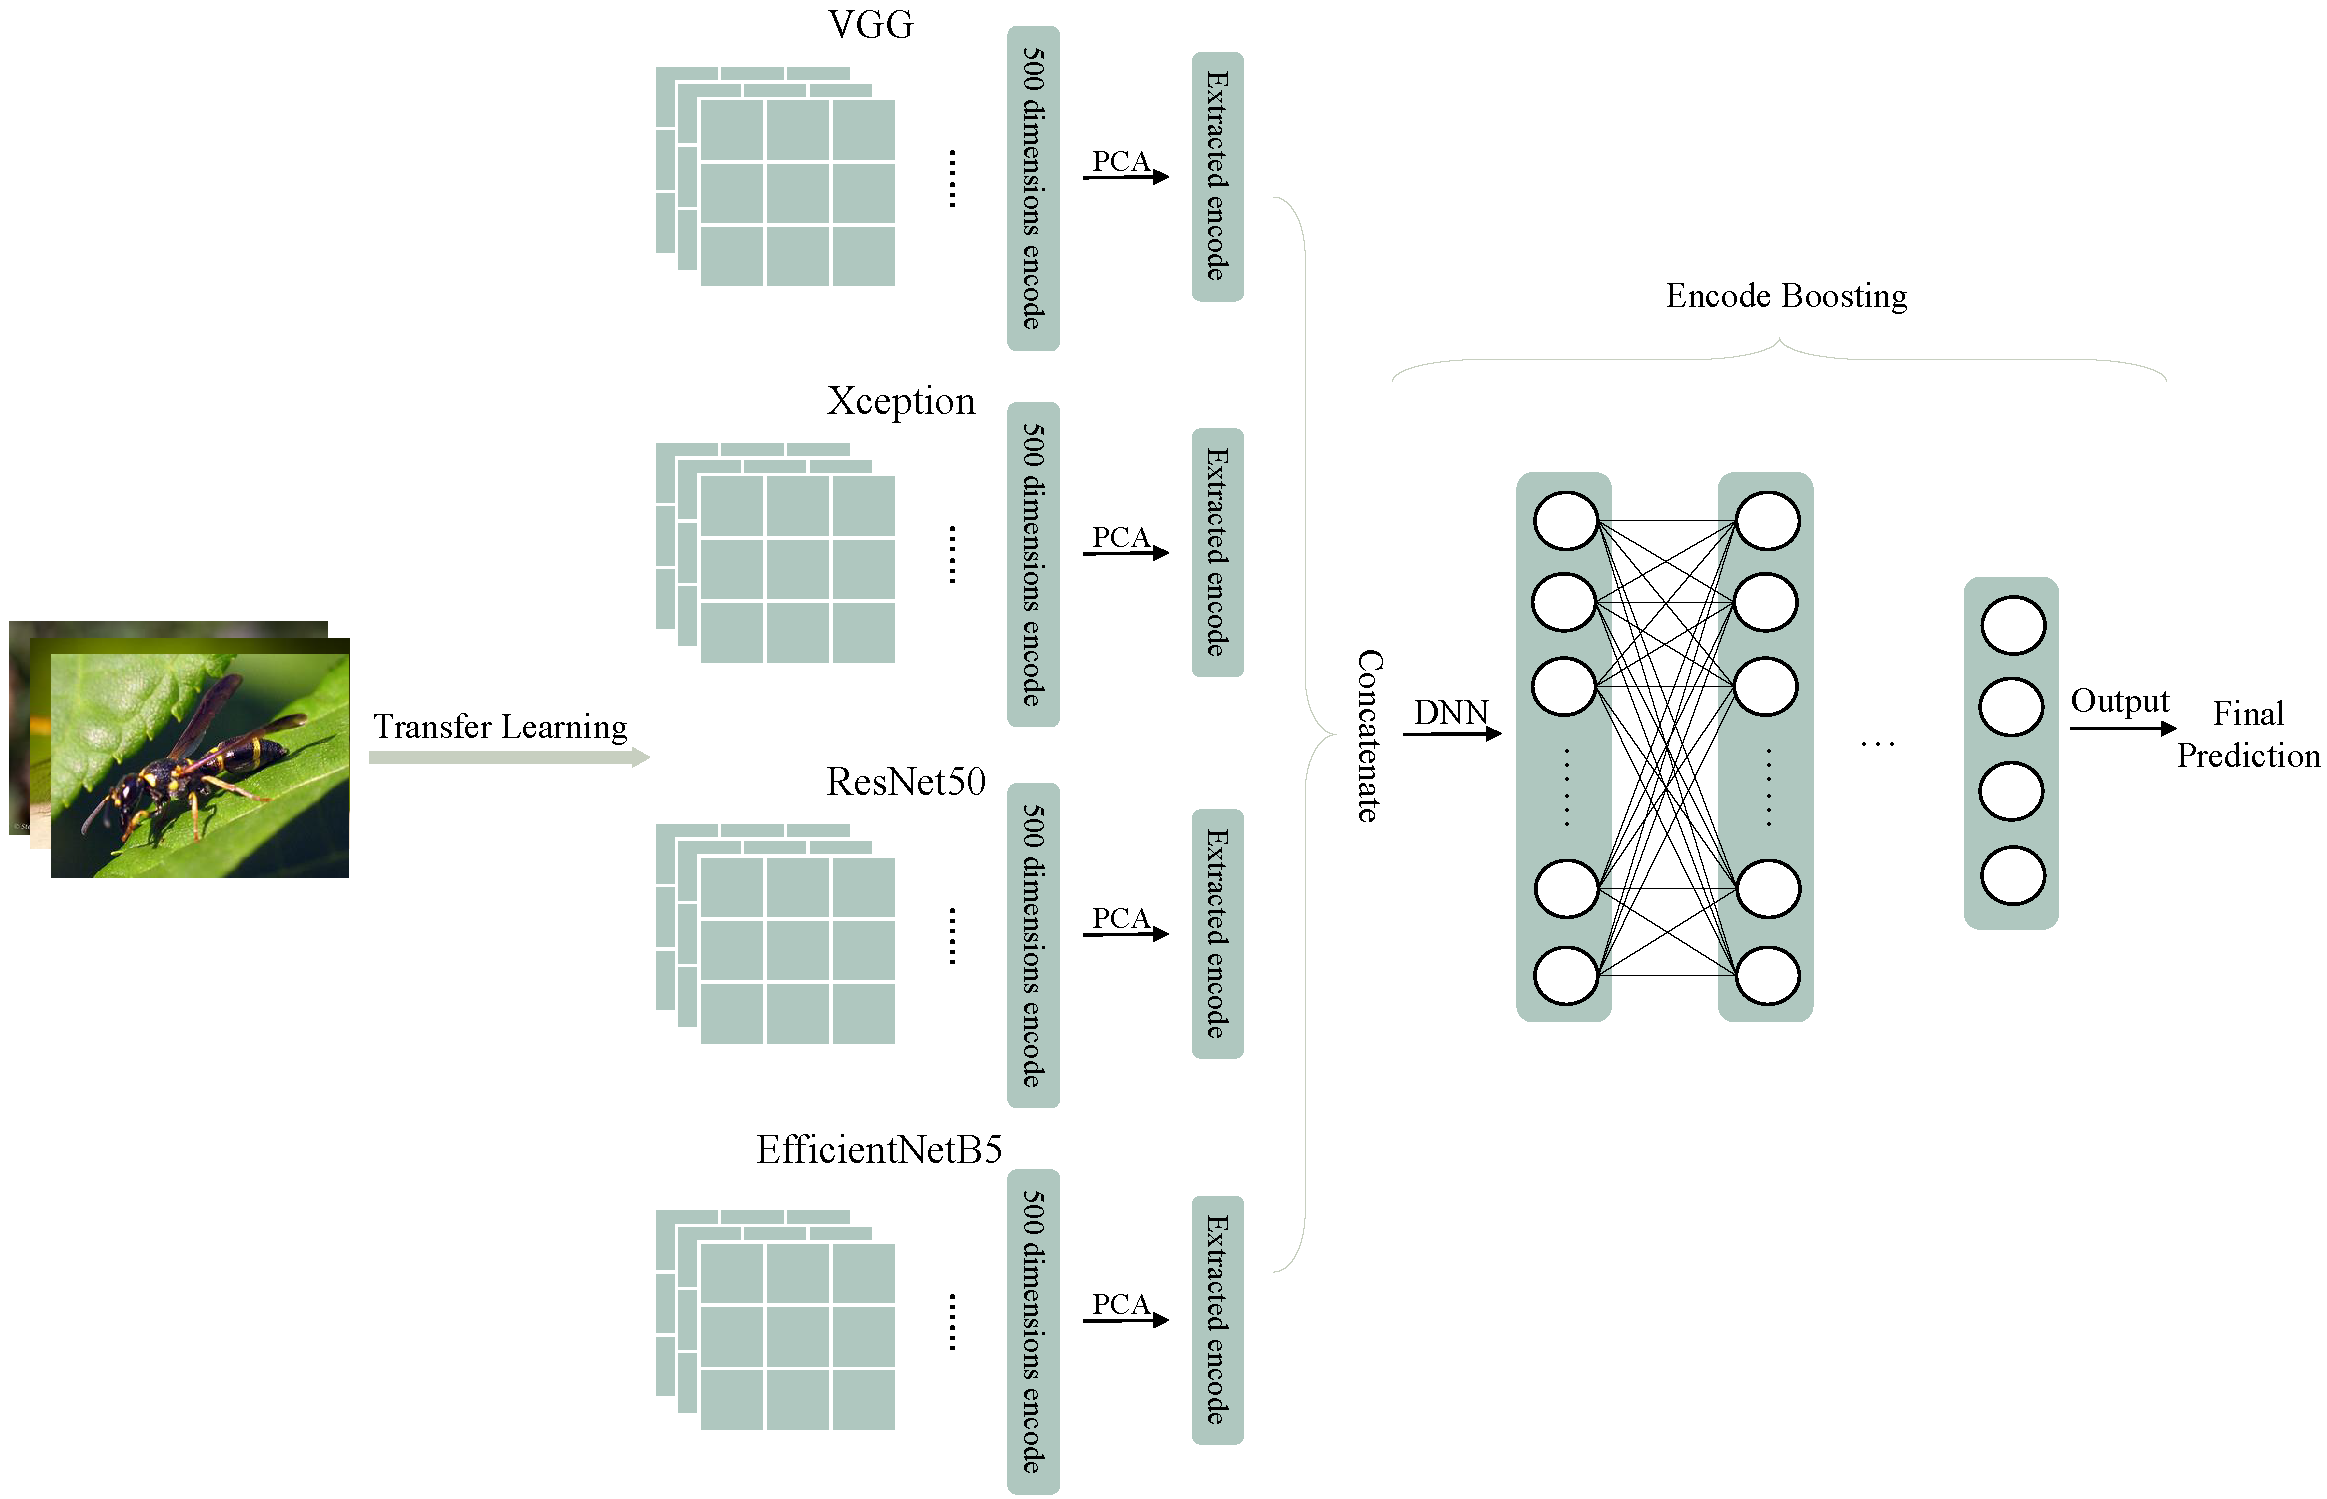 VGG
500 dimensions encode
PCA
Extracted encode
Xception
500 dimensions encode
PCA
Extracted encode
Transfer Learning
ResNet50
500 dimensions encode
PCA
Extracted encode
EfficientNetB5
500 dimensions encode
PCA
Extracted encode
Concatenate
Encode Boosting
DNN
...
Output
Final
Prediction